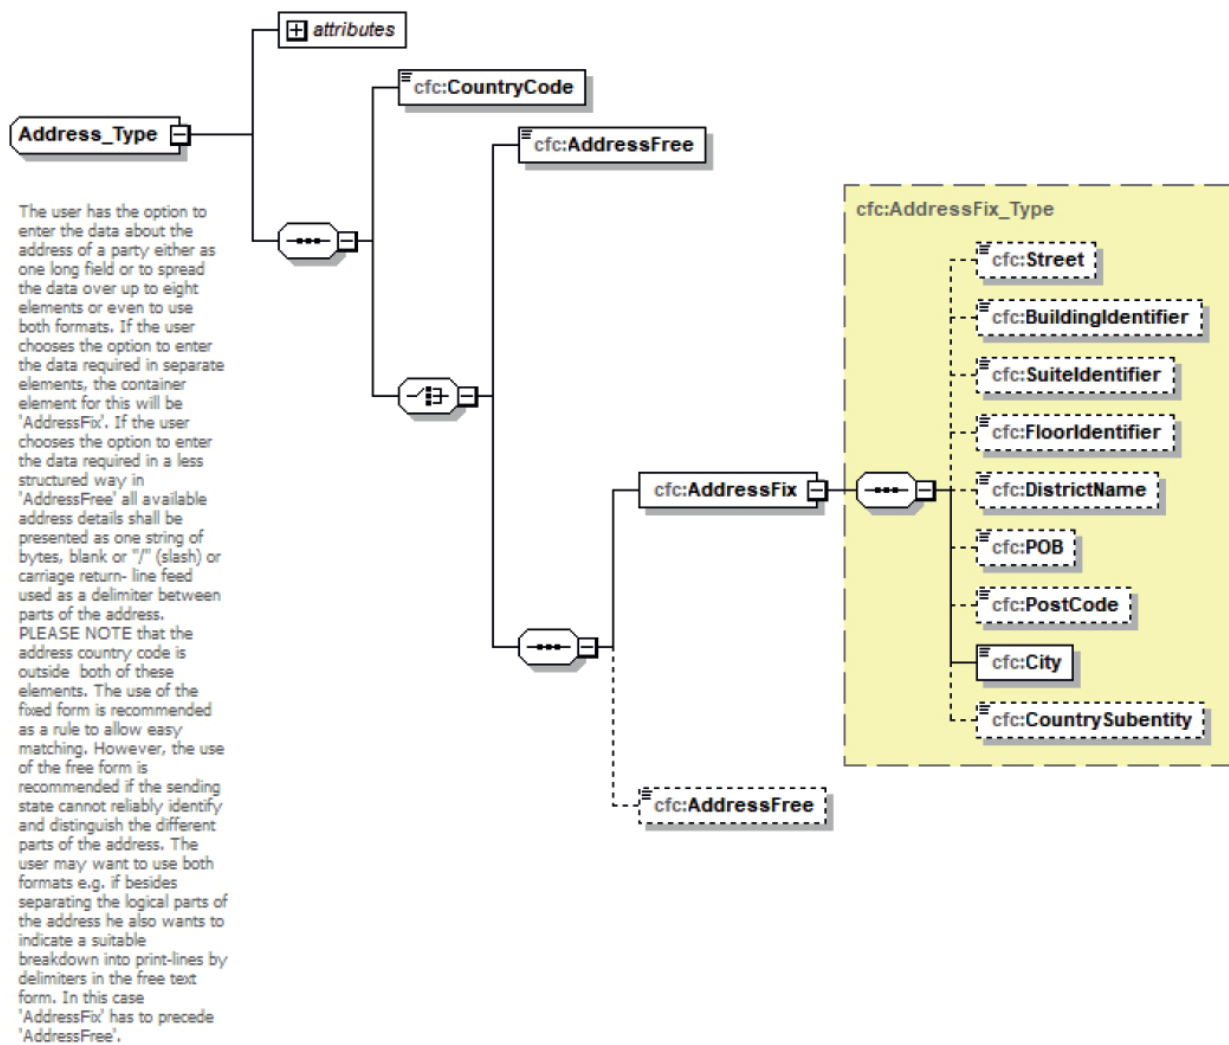 attributes
cfc:CountryCode
Address_Type
cfc:AddressFree
The user has the option to
enter the data about the
address of a party either as
one long field or to spread
the data over up to eight
elements or even to use
both formats. If the user
chooses the option to enter
the data required in separate
elements, the container
element for this will be
'AddressFix'. If the user
chooses the option to enter
the data required in a less
structured way in
'AddressFree' all available
address details shall be
presented as one string of
bytes, blank or "/" (slash) or
carriage return- line feed
used as a delimiter between
parts of the address.
PLEASE NOTE that the
address country code is
outside both of these
elements. The use of the
fixed form is recommended
as a rule to allow easy
matching. However, the use
of the free form is
recommended if the sending
state cannot reliably identify
and distinguish the different
parts of the address. The
user may want to use both
formats e.g. if besides
separating the logical parts of
the address he also wants to
indicate a suitable
breakdown into print-lines by
delimiters in the free text
form. In this case
'AddressFix' has to precede
'AddressFree'.
cfc:AddressFix_Type
cfc:Street
cfc:BuildingIdentifier
cfc:SuiteIdentifier
cfc:FloorIdentifier
cfc:AddressFix
cfc:DistrictName
cfc:POB
cfc:PostCode
cfc:City
cfc:CountrySubentity
cfc:AddressFree